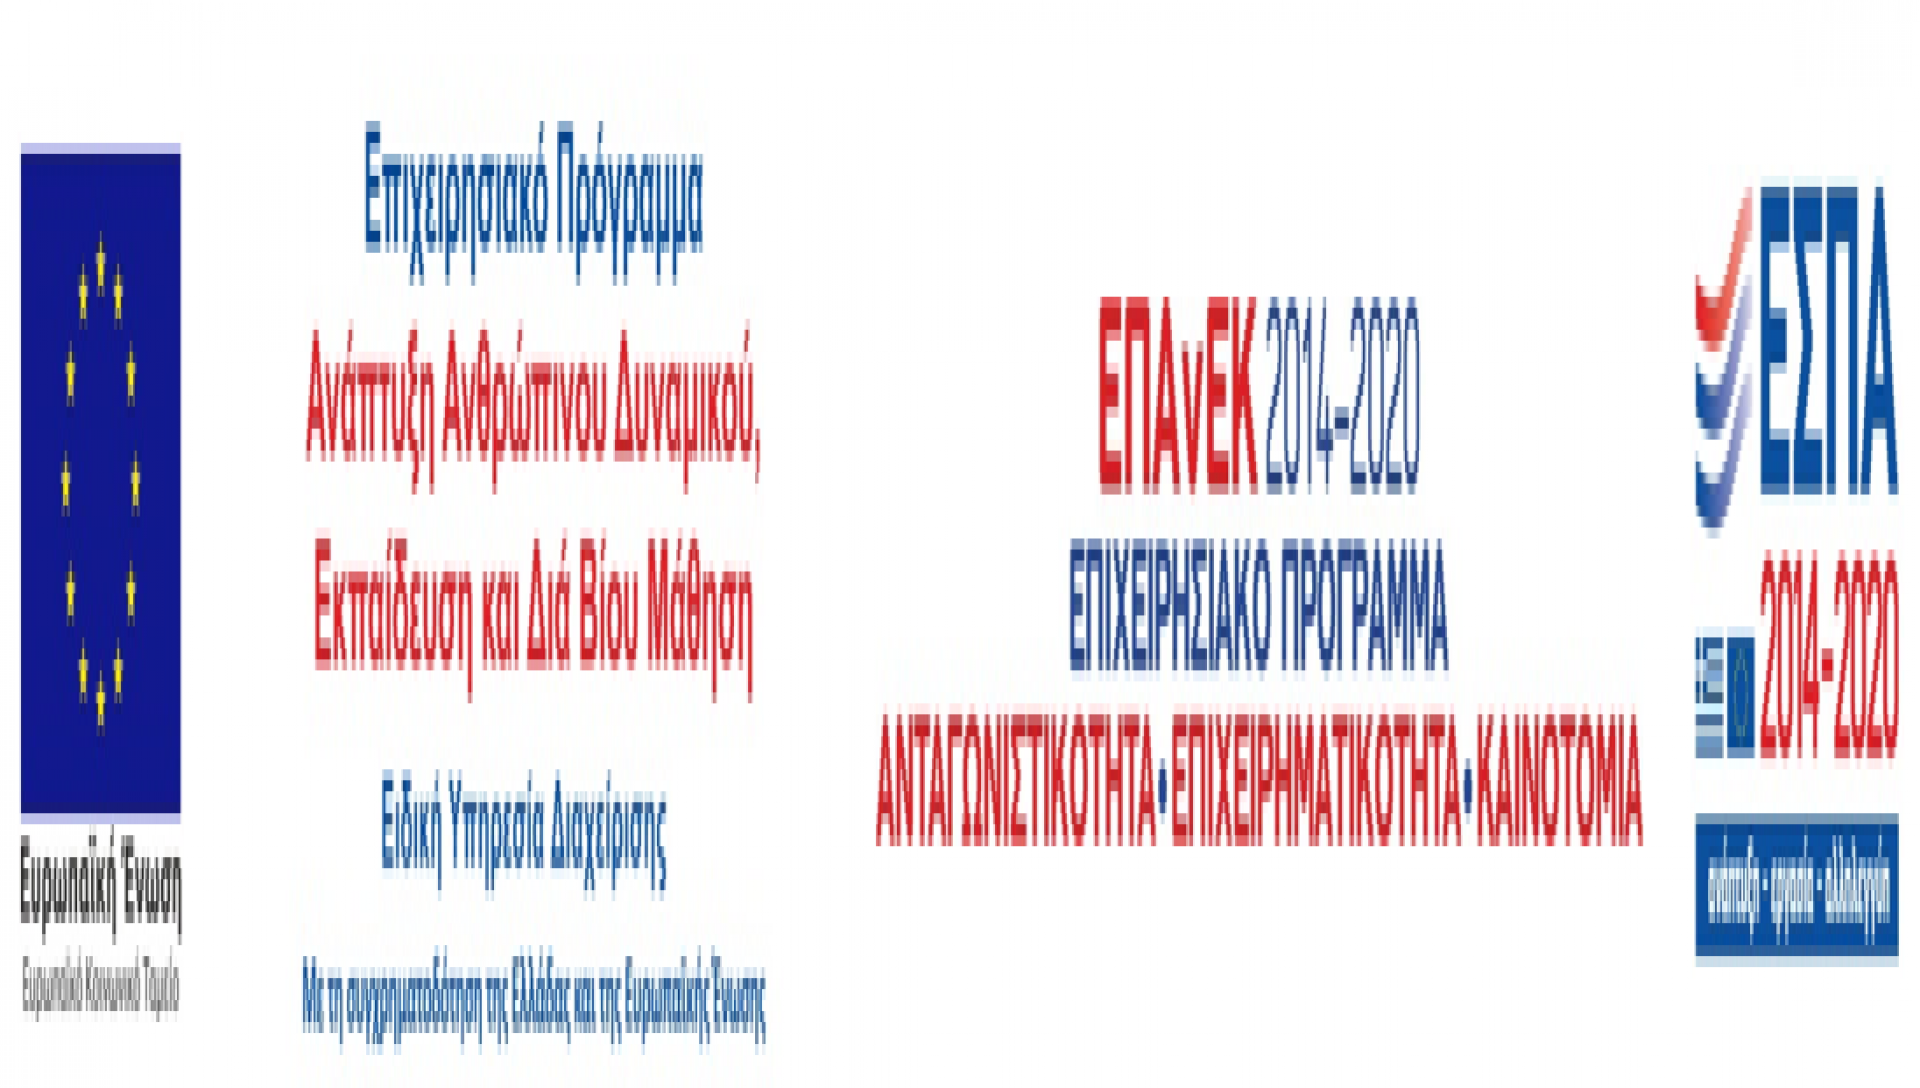 Ευρωπαϊκή Ένωση
Ευρωπαϊκό Κοινωνικό Ταμείο
Επιχειρησιακό Πρόγραμμα
Ανάπτυξη Ανθρώπινου Δυναμικού,
Εκπαίδευση και Διά Βίου Μάθηση
Ειδική Υπηρεσία Διαχείρισης
Με τη συγχρηματοδότηση της Ελλάδας και της Ευρωπαϊκής Ένωσης
ΕΠΑνΕΚ 2014-2020
ΕΠΙΧΕΙΡΗΣΙΑΚΟ ΠΡΟΓΡΑΜΜΑ
ΑΝΤΑΓΩΝΙΣΤΙΚΟΤΗΤΑ•ΕΠΙΧΕΙΡΗΜΑΤΙΚΟΤΗΤΑ•ΚΑΙΝΟΤΟΜΙΑ
ΕΣΠΑ
2014-2020
ανάπτυξη - εργασία - αλληλεγγύη